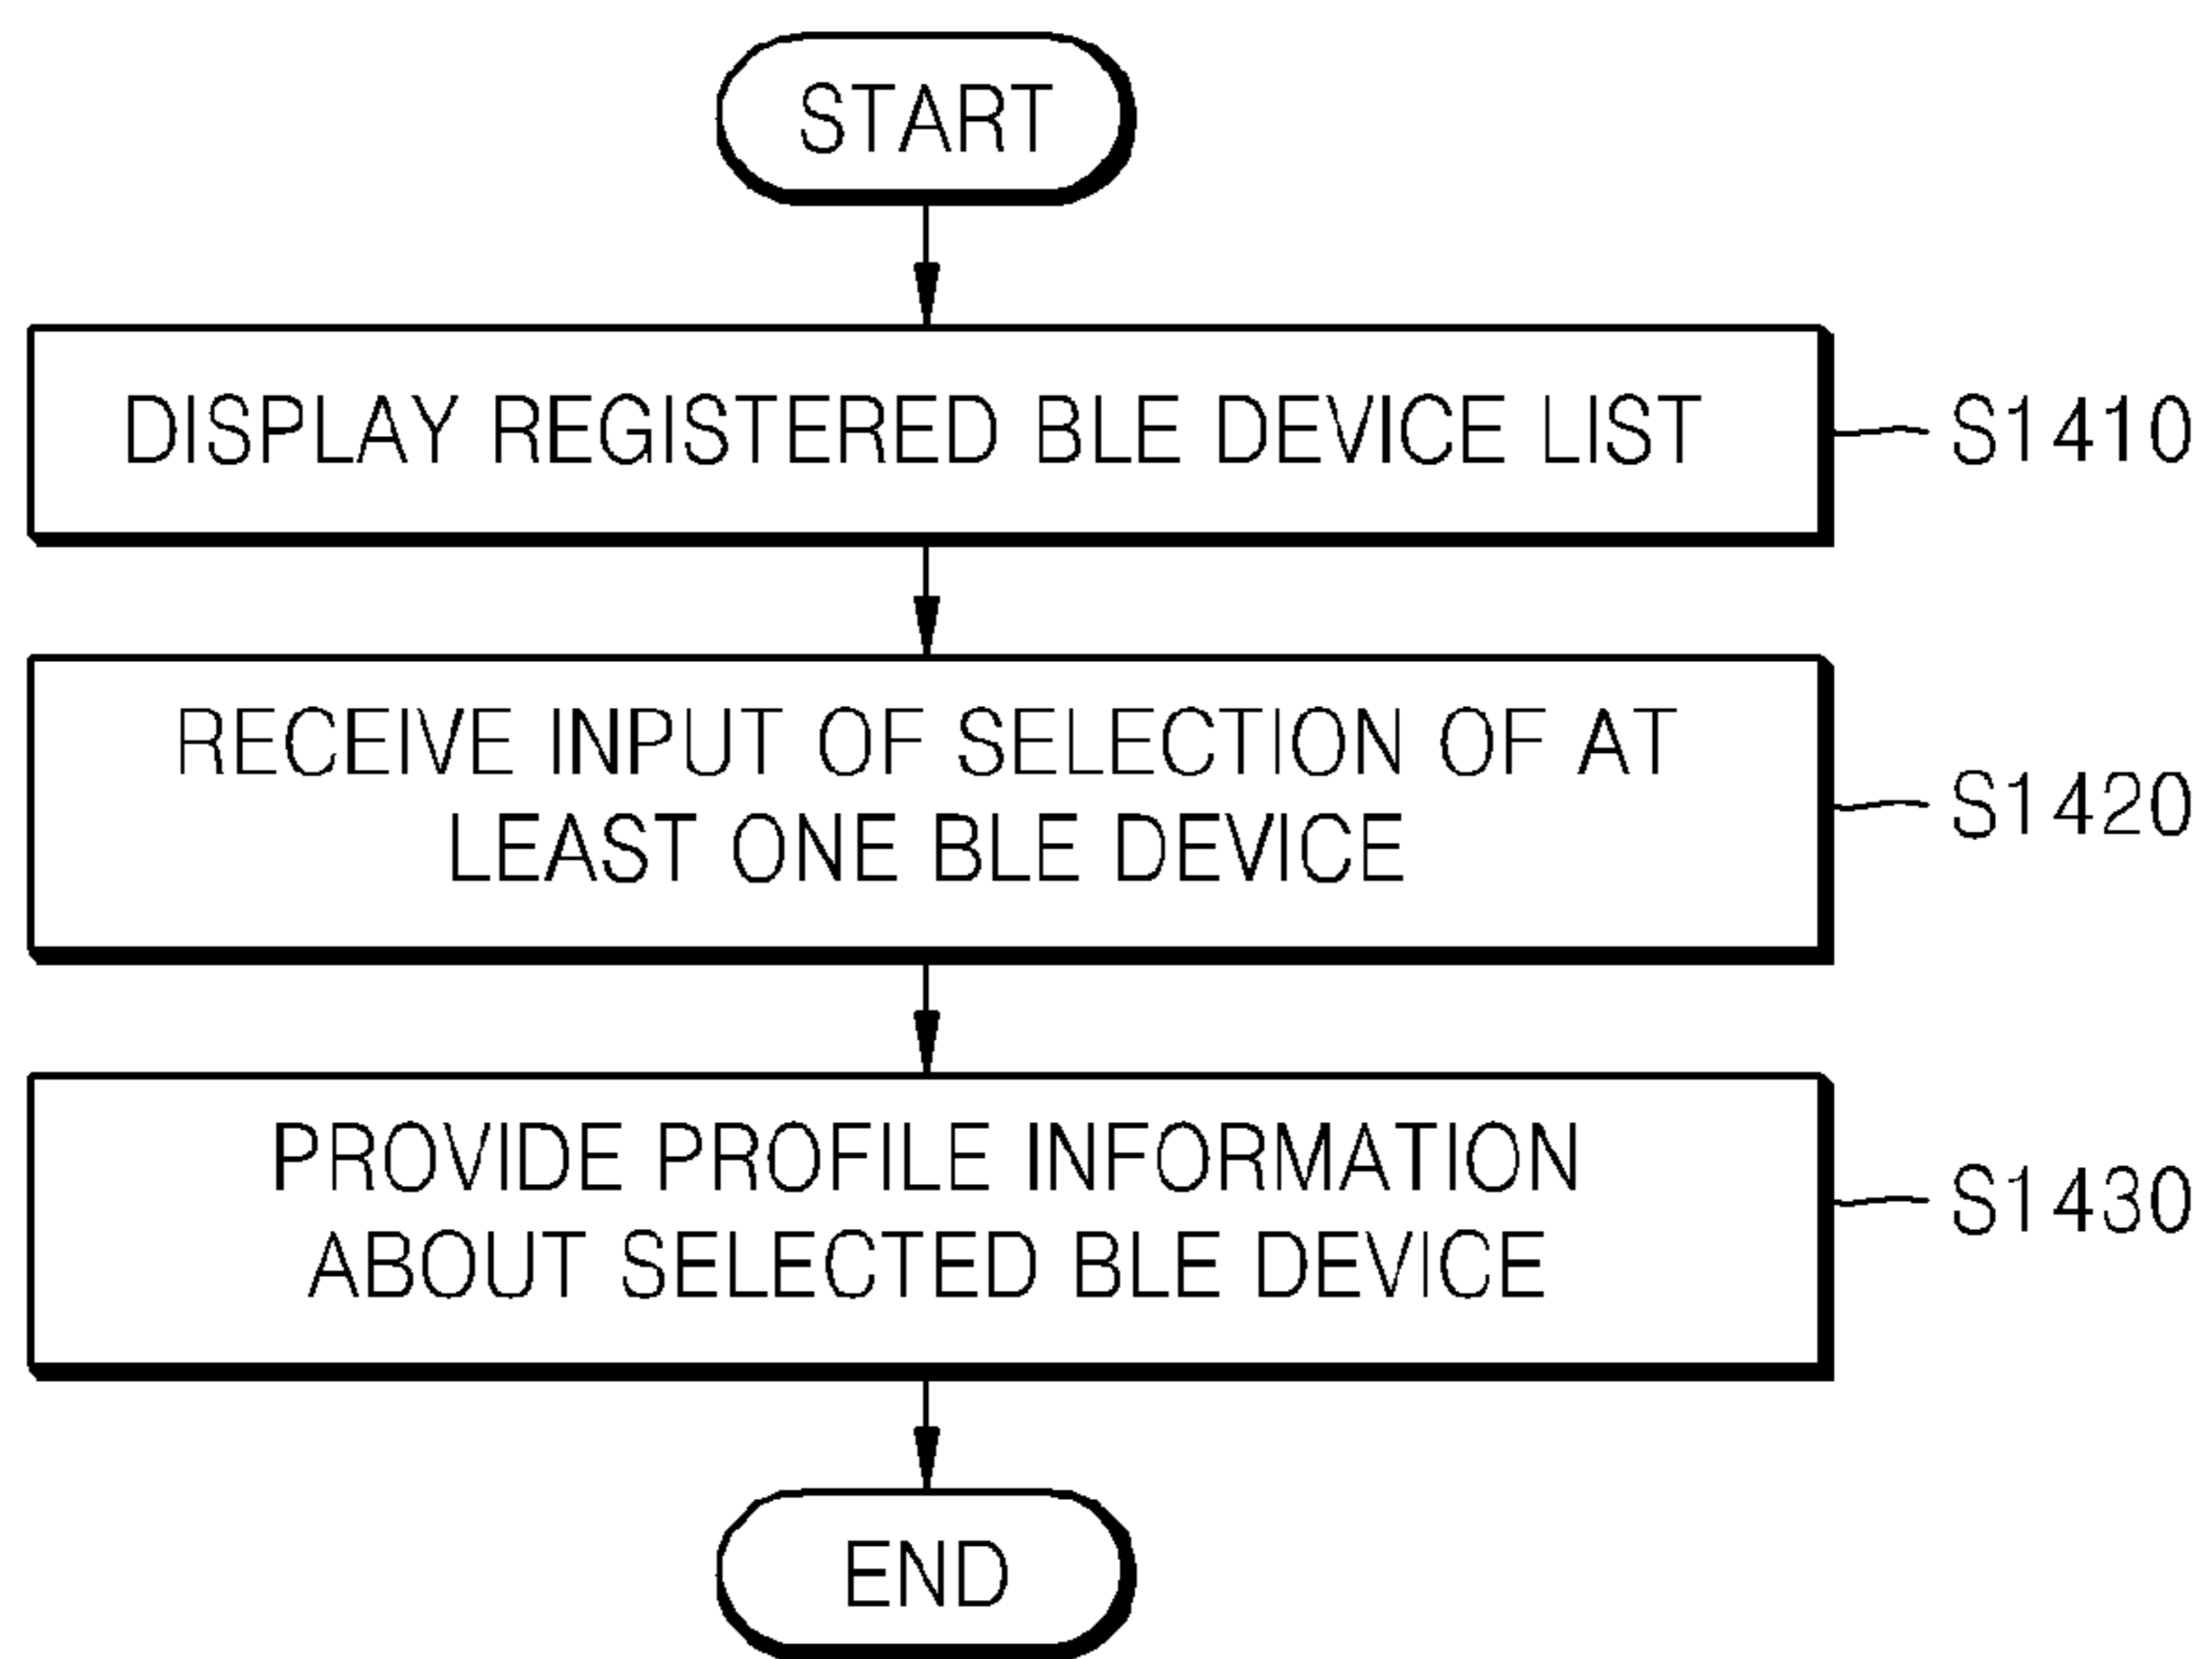 START
DISPLAY REGISTERED BLE DEVICE LIST
S1410
RECEIVE INPUT OF SELECTION OF AT
LEAST ONE BLE DEVICE
S1420
PROVIDE PROFILE INFORMATION
ABOUT SELECTED BLE DEVICE
S1430
END